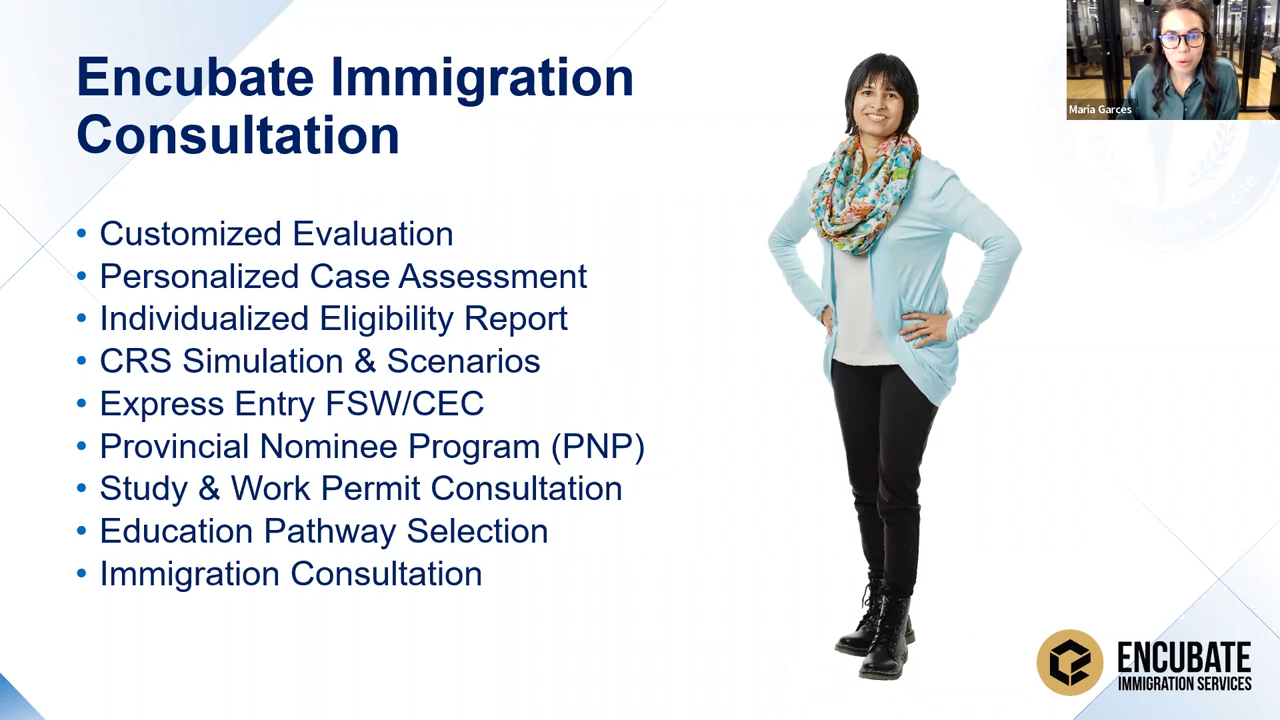 Encubate Immigration
Consultation
• Customized Evaluation
• Personalized Case Assessment
• Individualized Eligibility Report
• CRS Simulation & Scenarios
• Express Entry FSW/CEC
• Provincial Nominee Program (PNP)
• Study & Work Permit Consultation
• Education Pathway Selection
• Immigration Consultation
Maria Garces
ENCUBATE
IMMIGRATION SERVICES